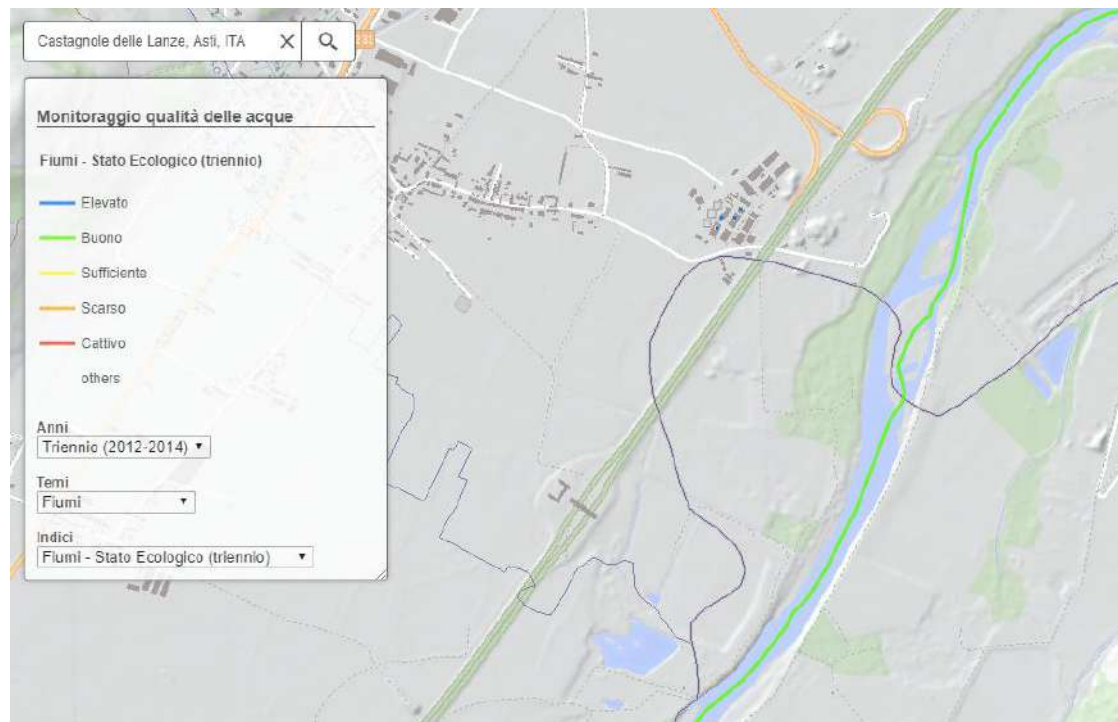 Castagnole delle Lanze, Asti, ITA
231
Monitoraggio qualità delle acque
Fiumi - Stato Ecologico (triennio)
Elevato
Buono
Sufficiente
Scarso
Cattivo
others
Anni
Triennio (2012-2014)
Temi
Fiumi
Indici
Fiumi - Stato Ecologico (triennio)